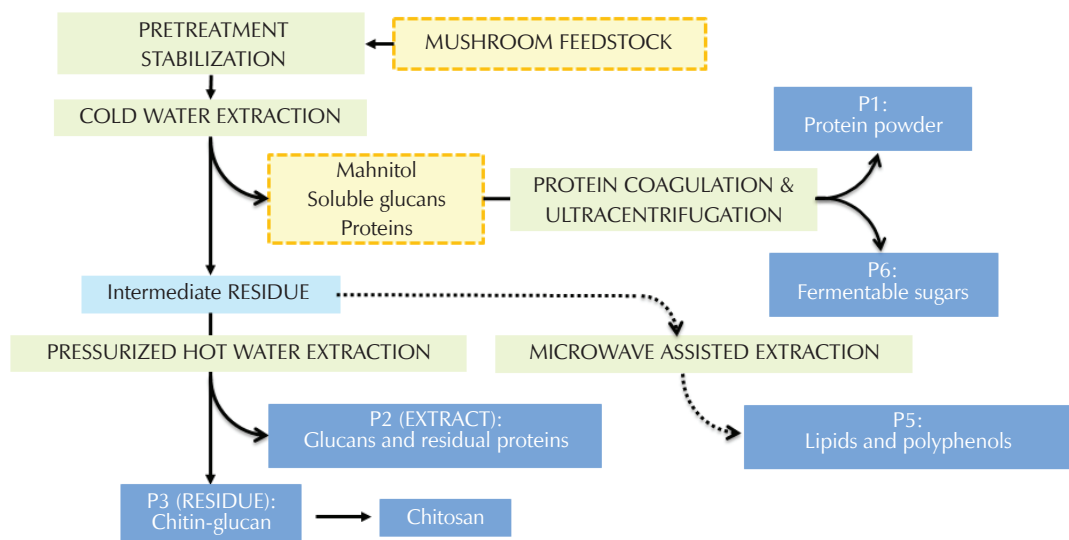 PRETREATMENT
STABILIZATION
MUSHROOM FEEDSTOCK
COLD WATER EXTRACTION
P1:
Protein powder
Mahnitol
Soluble glucans
Proteins
PROTEIN COAGULATION &
ULTRACENTRIFUGATION
P6:
Fermentable sugars
Intermediate RESIDUE
PRESSURIZED HOT WATER EXTRACTION
MICROWAVE ASSISTED EXTRACTION
P2 (EXTRACT):
Glucans and residual proteins
P5:
Lipids and polyphenols
P3 (RESIDUE):
Chitin-glucan
Chitosan